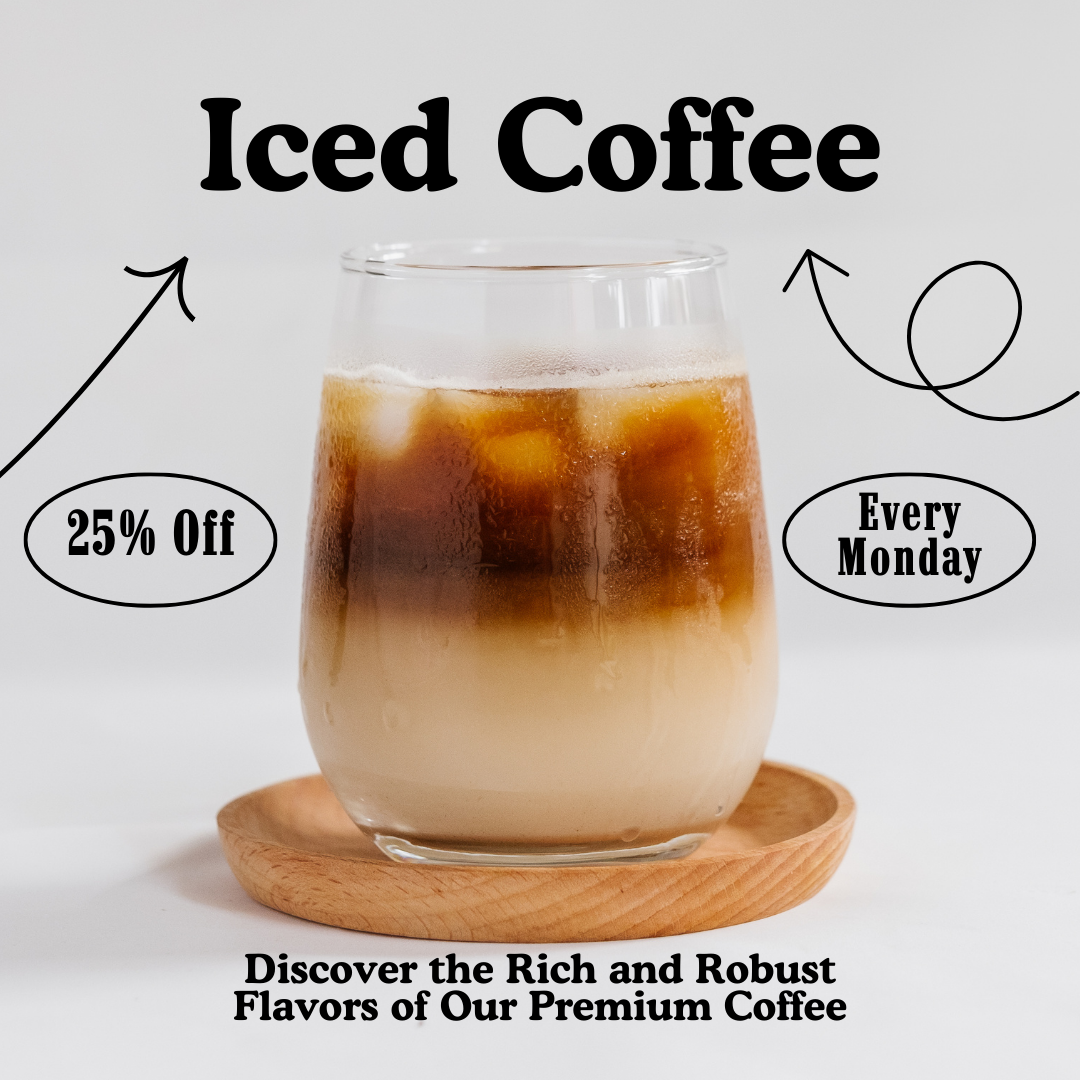 Iced Coffee
25% Off
Every
Monday
Discover the Rich and Robust
Flavors of Our Premium Coffee